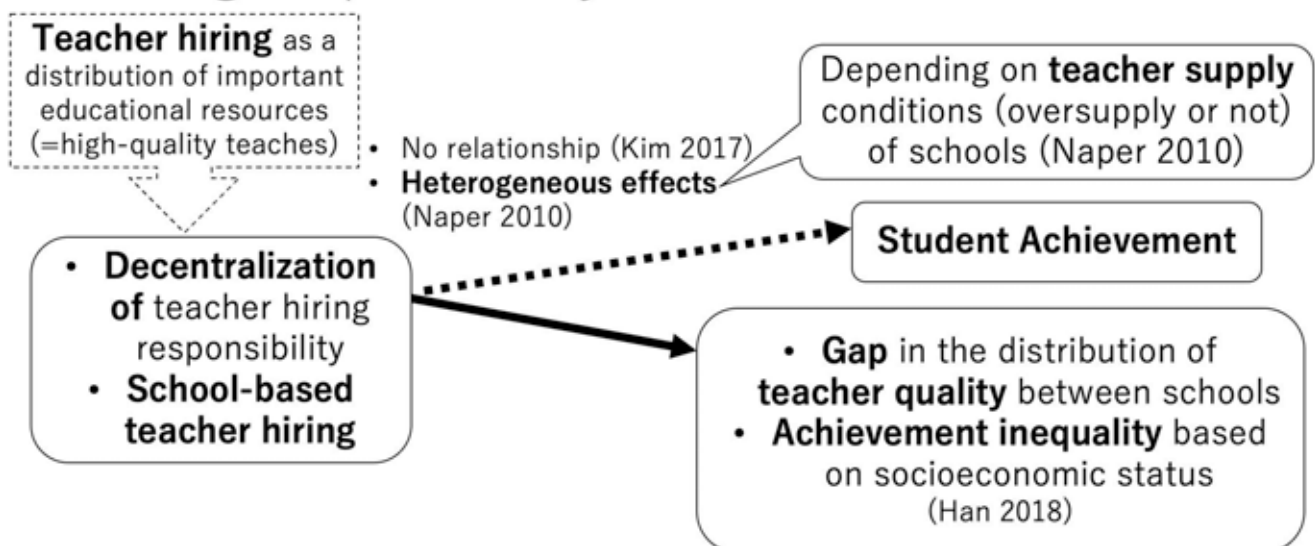 Teacher hiring as a
distribution of important
educational resources
(=high-quality teaches)
• No relationship (Kim 2017)
• Heterogeneous effects
(Naper 2010)
Depending on teacher supply
conditions (oversupply or not)
of schools (Naper 2010)
• Decentralization
of teacher hiring
responsibility
• School-based
teacher hiring
Student Achievement
• Gap in the distribution of
teacher quality between schools
• Achievement inequality based
on socioeconomic status
(Han 2018)